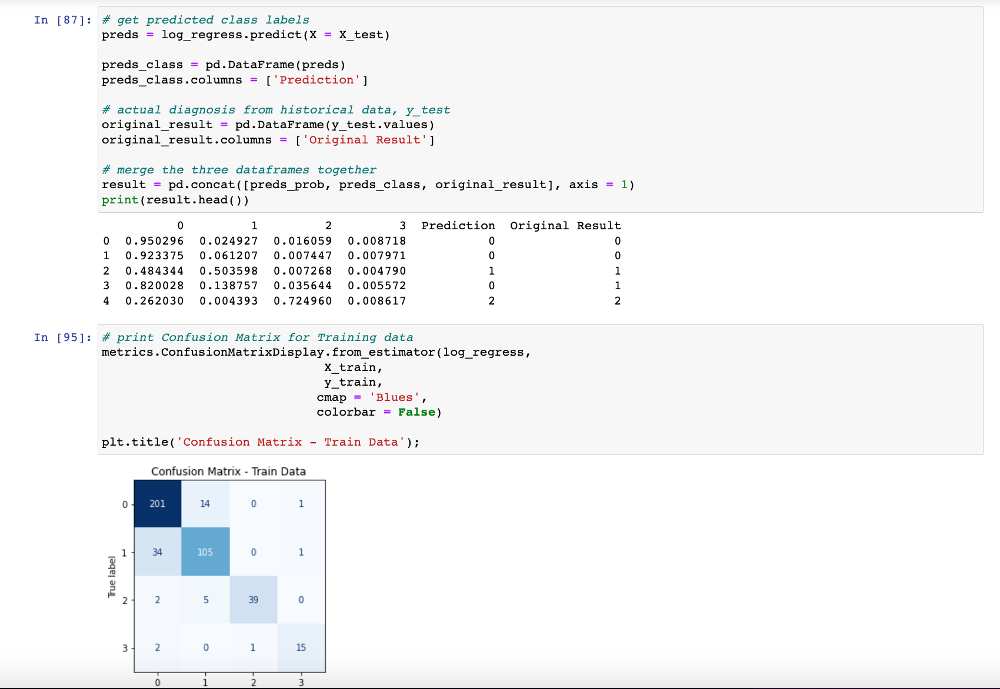 In [87]:
# get predicted class labels
preds = log_regress.predict(X = X_test)
preds_class = pd.DataFrame(preds)
preds_class.columns = ['Prediction']
# actual diagnosis from historical data, y_test
original_result = pd.DataFrame(y_test.values)
original_result.columns = ['Original Result']
# merge the three dataframes together
result = pd.concat([preds_prob, preds_class, original_result], axis = 1)
print(result.head())
0 1 2 3 Prediction Original Result
0 0.950296 0.024927 0.016059 0.008718 0 0
1 0.923375 0.061207 0.007447 0.007971 0 0
2 0.484344 0.503598 0.007268 0.004790 1 1
3 0.820028 0.138757 0.035644 0.005572 0 1
4 0.262030 0.004393 0.724960 0.008617 2 2
In [95]:
# print Confusion Matrix for Training data
metrics.ConfusionMatrixDisplay.from_estimator(log_regress,
X_train,
y_train,
cmap = 'Blues',
colorbar = False)
plt.title('Confusion Matrix - Train Data');
Confusion Matrix - Train Data
True label
0 201 14 0 1
1 34 105 0 1
2 2 5 39 0
3 2 0 1 15
0 1 2 3